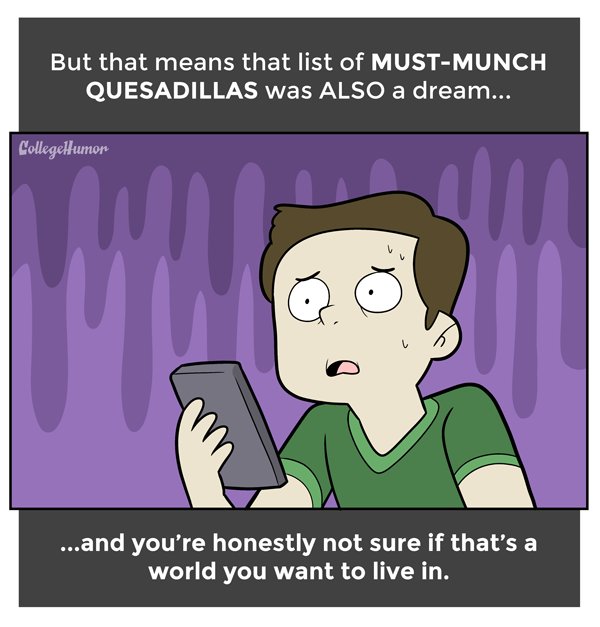 But that means that list of MUST-MUNCH
QUESADILLAS was ALSO a dream...
CollegeHumor
...and you're honestly not sure if that's a
world you want to live in.